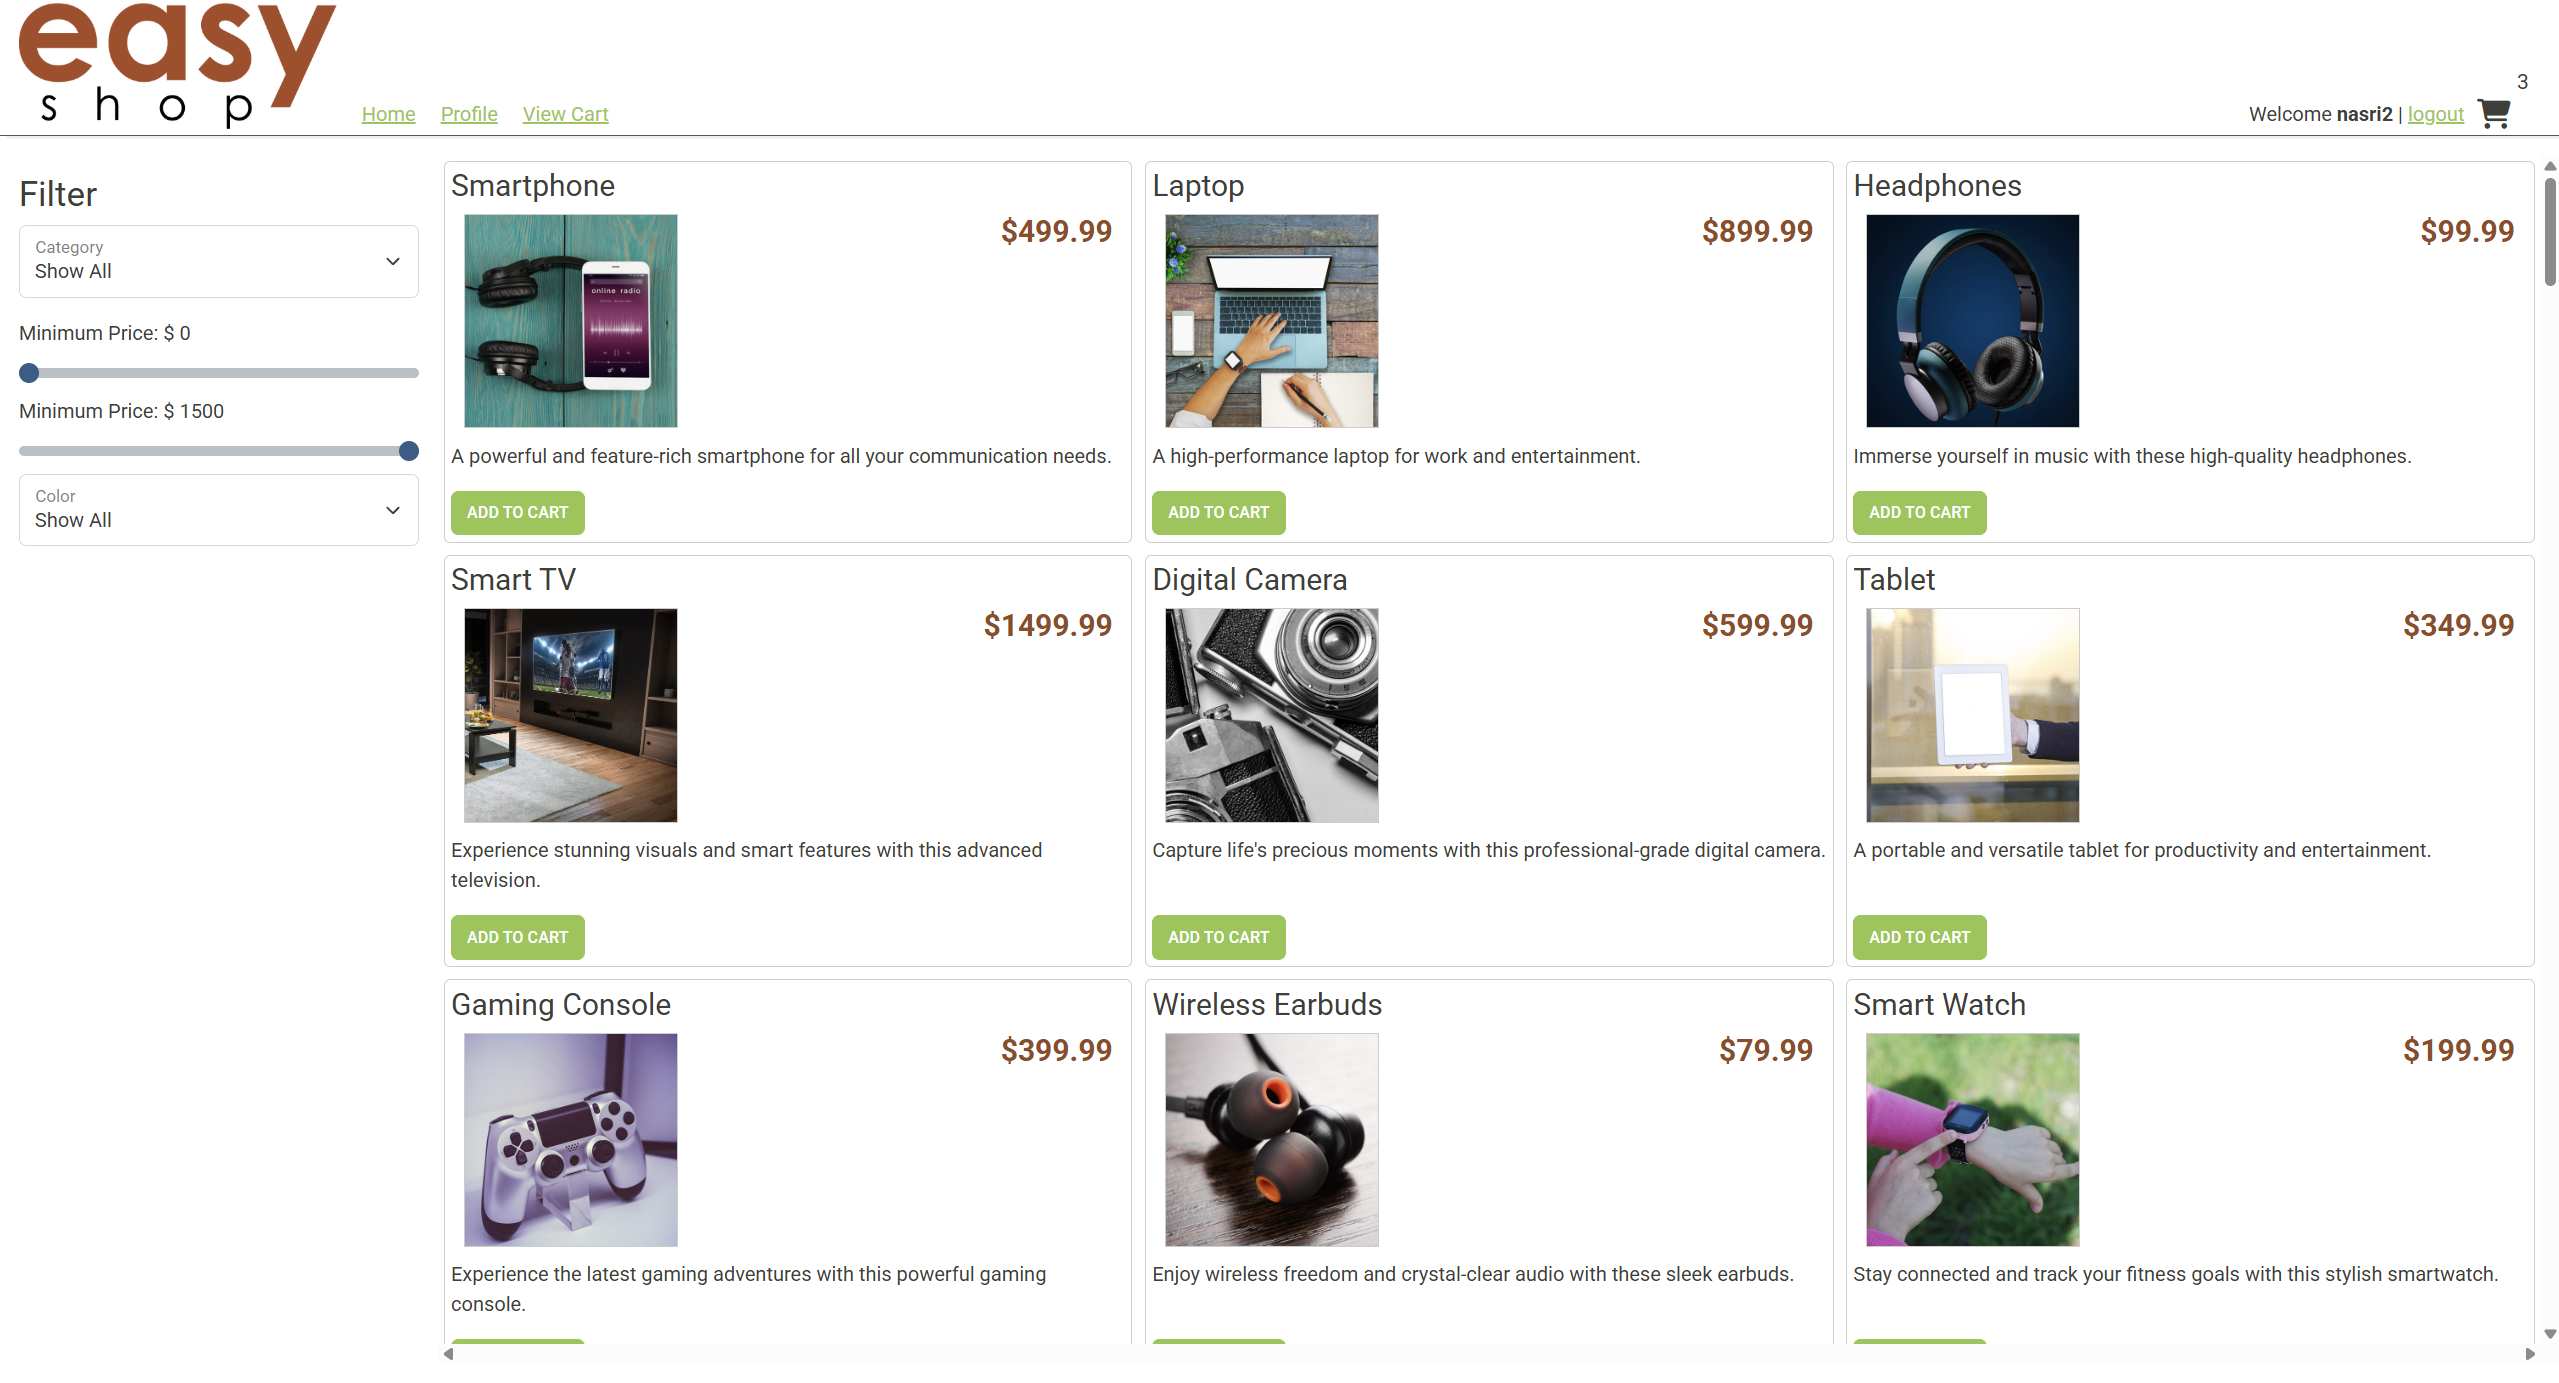 easy
shop
Home Profile View Cart
3
Welcome nasri2 | logout
Filter
Category
Show All
Minimum Price: $ 0
Minimum Price: $ 1500
Color
Show All
Smartphone
$499.99
online radio
A powerful and feature-rich smartphone for all your communication needs.
ADD TO CART
Laptop
$899.99
A high-performance laptop for work and entertainment.
ADD TO CART
Headphones
$99.99
Immerse yourself in music with these high-quality headphones.
ADD TO CART
Smart TV
$1499.99
Experience stunning visuals and smart features with this advanced
television.
ADD TO CART
Digital Camera
$599.99
Capture life's precious moments with this professional-grade digital camera.
ADD TO CART
Tablet
$349.99
A portable and versatile tablet for productivity and entertainment.
ADD TO CART
Gaming Console
$399.99
Experience the latest gaming adventures with this powerful gaming
console.
Wireless Earbuds
$79.99
Enjoy wireless freedom and crystal-clear audio with these sleek earbuds.
Smart Watch
$199.99
Stay connected and track your fitness goals with this stylish smartwatch.